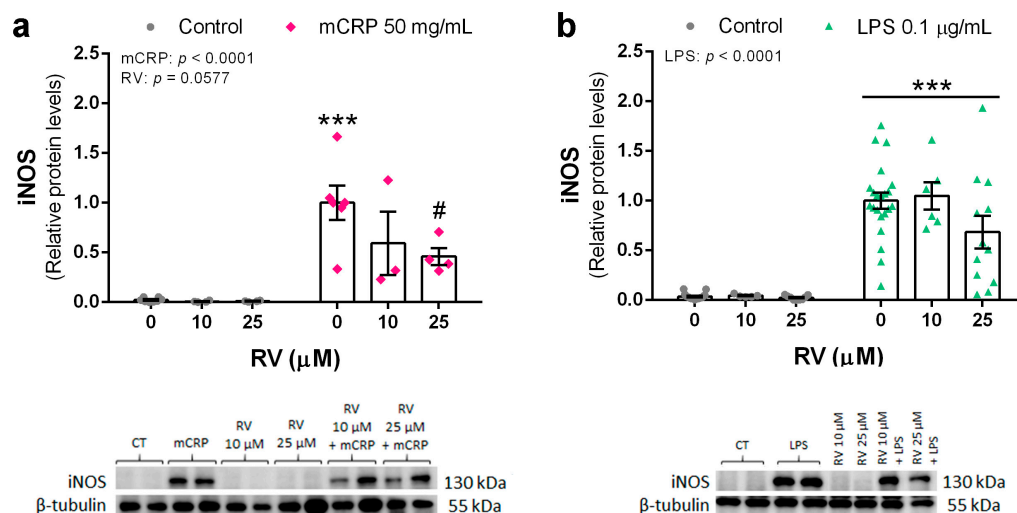 a
Control mCRP 50 mg/mL
mCRP: p < 0.0001
RV: p = 0.0577
iNOS
(Relative protein levels)
2.5
2.0
1.5
1.0
0.5
0.0
***
#
0 10 25 0 10 25
RV (μM)
CT mCRP RV 10 μM RV 25 μM RV 10 μM + mCRP RV 25 μM + mCRP
iNOS 130 kDa
β-tubulin 55 kDa
b
Control LPS 0.1 μg/mL
LPS: p < 0.0001
iNOS
(Relative protein levels)
2.5
2.0
1.5
1.0
0.5
0.0
***
0 10 25 0 10 25
RV (μM)
CT LPS RV 10 μM RV 25 μM RV 10 μM + LPS RV 25 μM + LPS
iNOS 130 kDa
β-tubulin 55 kDa